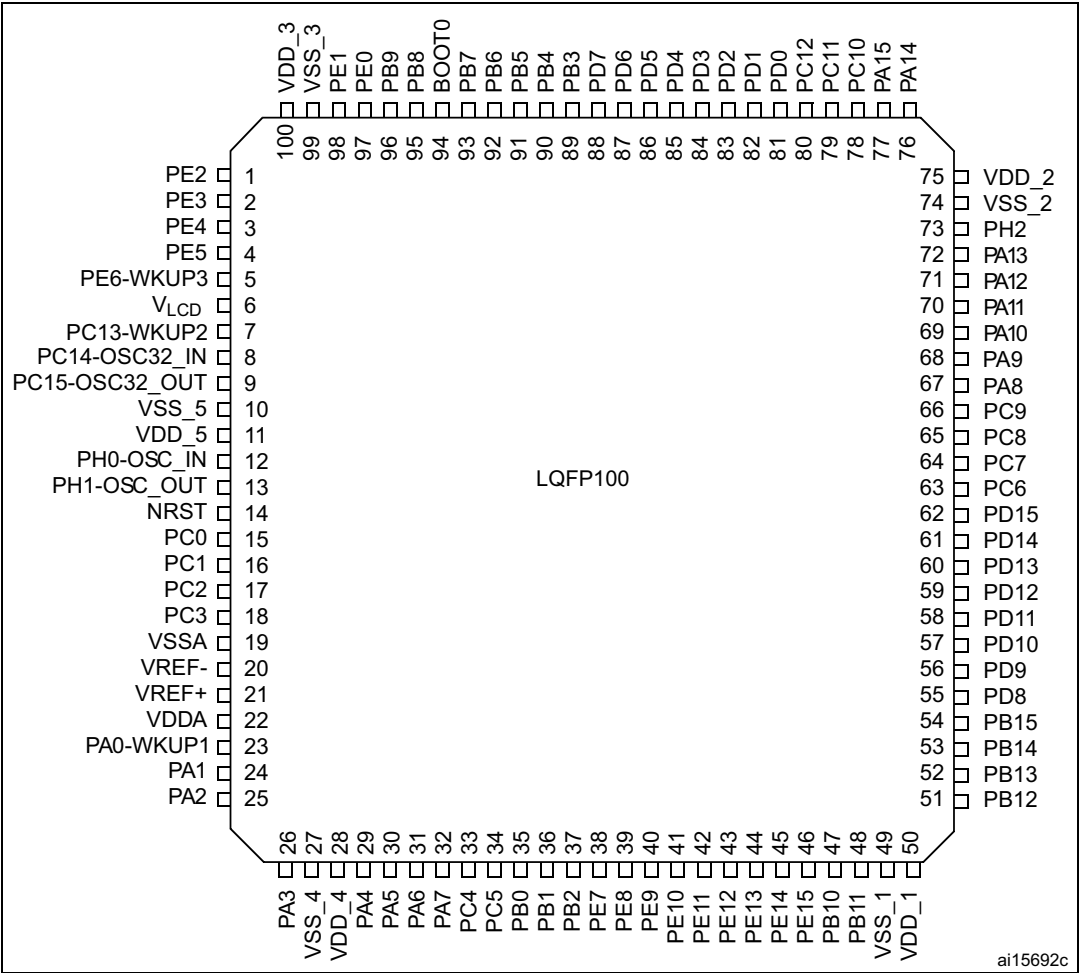 VDD_3
VSS_3
PE1
PE0
PB9
PB8
BOOT0
PB7
PB6
PB5
PB4
PB3
PD7
PD6
PD5
PD4
PD3
PD2
PD1
PD0
PC12
PC11
PC10
PA15
PA14
100
99
98
97
96
95
94
93
92
91
90
89
88
87
86
85
84
83
82
81
80
79
78
77
76
PE2 1
PE3 2
PE4 3
PE5 4
PE6-WKUP3 5
VLCD 6
PC13-WKUP2 7
PC14-OSC32_IN 8
PC15-OSC32_OUT 9
VSS_5 10
VDD_5 11
PH0-OSC_IN 12
PH1-OSC_OUT 13
NRST 14
PC0 15
PC1 16
PC2 17
PC3 18
VSSA 19
VREF- 20
VREF+ 21
VDDA 22
PA0-WKUP1 23
PA1 24
PA2 25
LQFP100
75 VDD_2
74 VSS_2
73 PH2
72 PA13
71 PA12
70 PA11
69 PA10
68 PA9
67 PA8
66 PC9
65 PC8
64 PC7
63 PC6
62 PD15
61 PD14
60 PD13
59 PD12
58 PD11
57 PD10
56 PD9
55 PD8
54 PB15
53 PB14
52 PB13
51 PB12
26
27
28
29
30
31
32
33
34
35
36
37
38
39
40
41
42
43
44
45
46
47
48
49
50
PA3
VSS_4
VDD_4
PA4
PA5
PA6
PA7
PC4
PC5
PB0
PB1
PB2
PE7
PE8
PE9
PE10
PE11
PE12
PE13
PE14
PE15
PB10
PB11
VSS_1
VDD_1
ai15692c